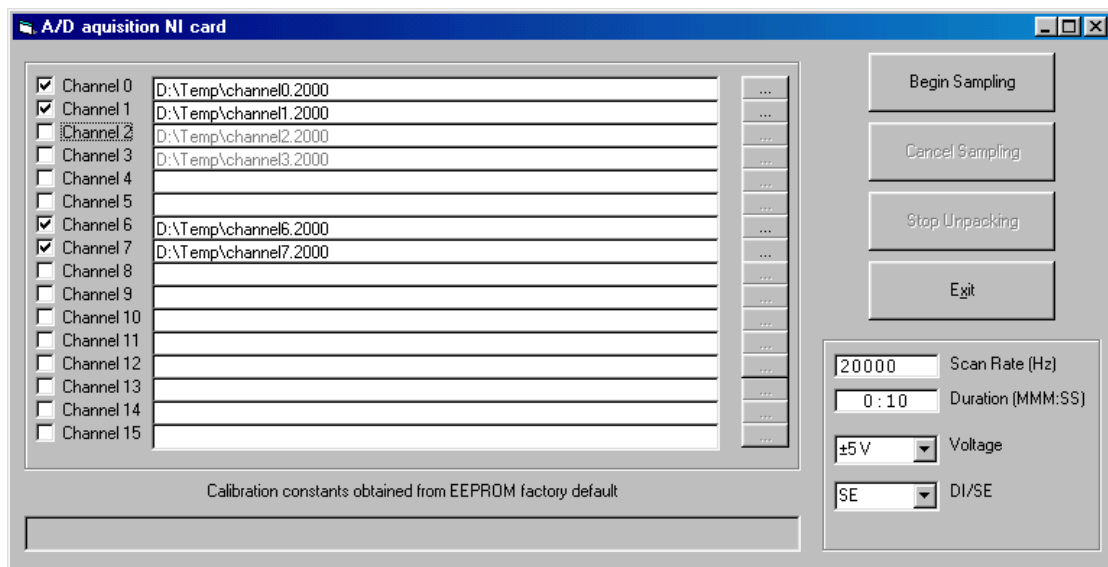 A/D aquisition NI card
Channel 0 D:\Temp\channel0.2000 ...
Channel 1 D:\Temp\channel1.2000 ...
Channel 2 D:\Temp\channel2.2000 ...
Channel 3 D:\Temp\channel3.2000 ...
Channel 4 ...
Channel 5 ...
Channel 6 D:\Temp\channel6.2000 ...
Channel 7 D:\Temp\channel7.2000 ...
Channel 8 ...
Channel 9 ...
Channel 10 ...
Channel 11 ...
Channel 12 ...
Channel 13 ...
Channel 14 ...
Channel 15 ...
Calibration constants obtained from EEPROM factory default
Begin Sampling
Cancel Sampling
Stop Unpacking
Exit
20000 Scan Rate (Hz)
0:10 Duration (MMM:SS)
±5V Voltage
SE DI/SE